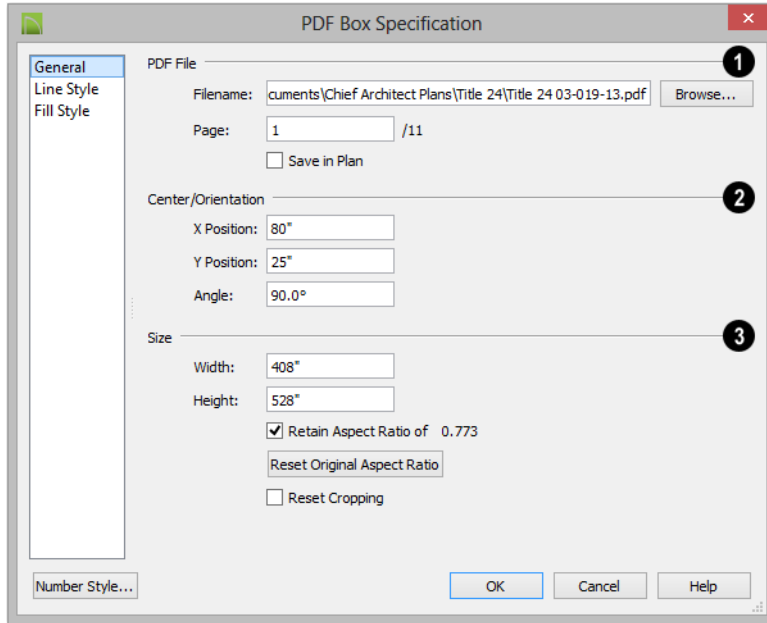 PDF Box Specification
General
Line Style
Fill Style
PDF File
1
Filename: cuments\Chief Architect Plans\Title 24\Title 24 03-019-13.pdf Browse...
Page: 1 /11
Save in Plan
Center/Orientation
2
X Position: 80"
Y Position: 25"
Angle: 90.0°
Size
3
Width: 408"
Height: 528"
Retain Aspect Ratio of 0.773
Reset Original Aspect Ratio
Reset Cropping
Number Style... OK Cancel Help